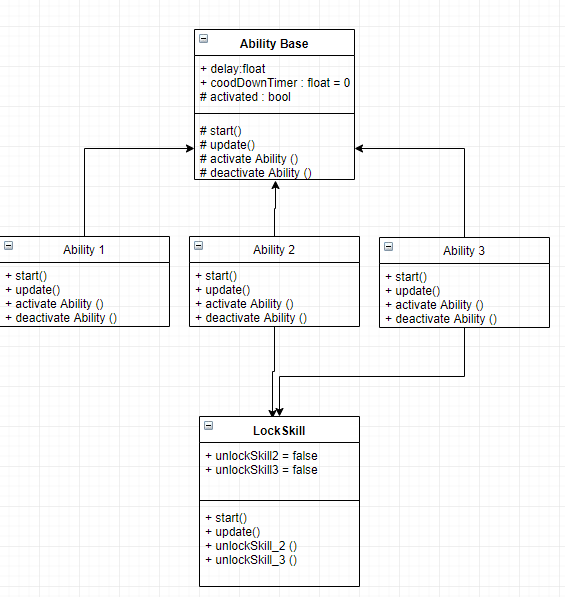 Ability Base
+ delay:float
+ coodDownTimer : float = 0
# activated : bool
# start()
# update()
# activate Ability ()
# deactivate Ability ()
Ability 1
+ start()
+ update()
+ activate Ability ()
+ deactivate Ability ()
Ability 2
+ start()
+ update()
+ activate Ability ()
+ deactivate Ability ()
Ability 3
+ start()
+ update()
+ activate Ability ()
+ deactivate Ability ()
LockSkill
+ unlockSkill2 = false
+ unlockSkill3 = false
+ start()
+ update()
+ unlockSkill_2 ()
+ unlockSkill_3 ()